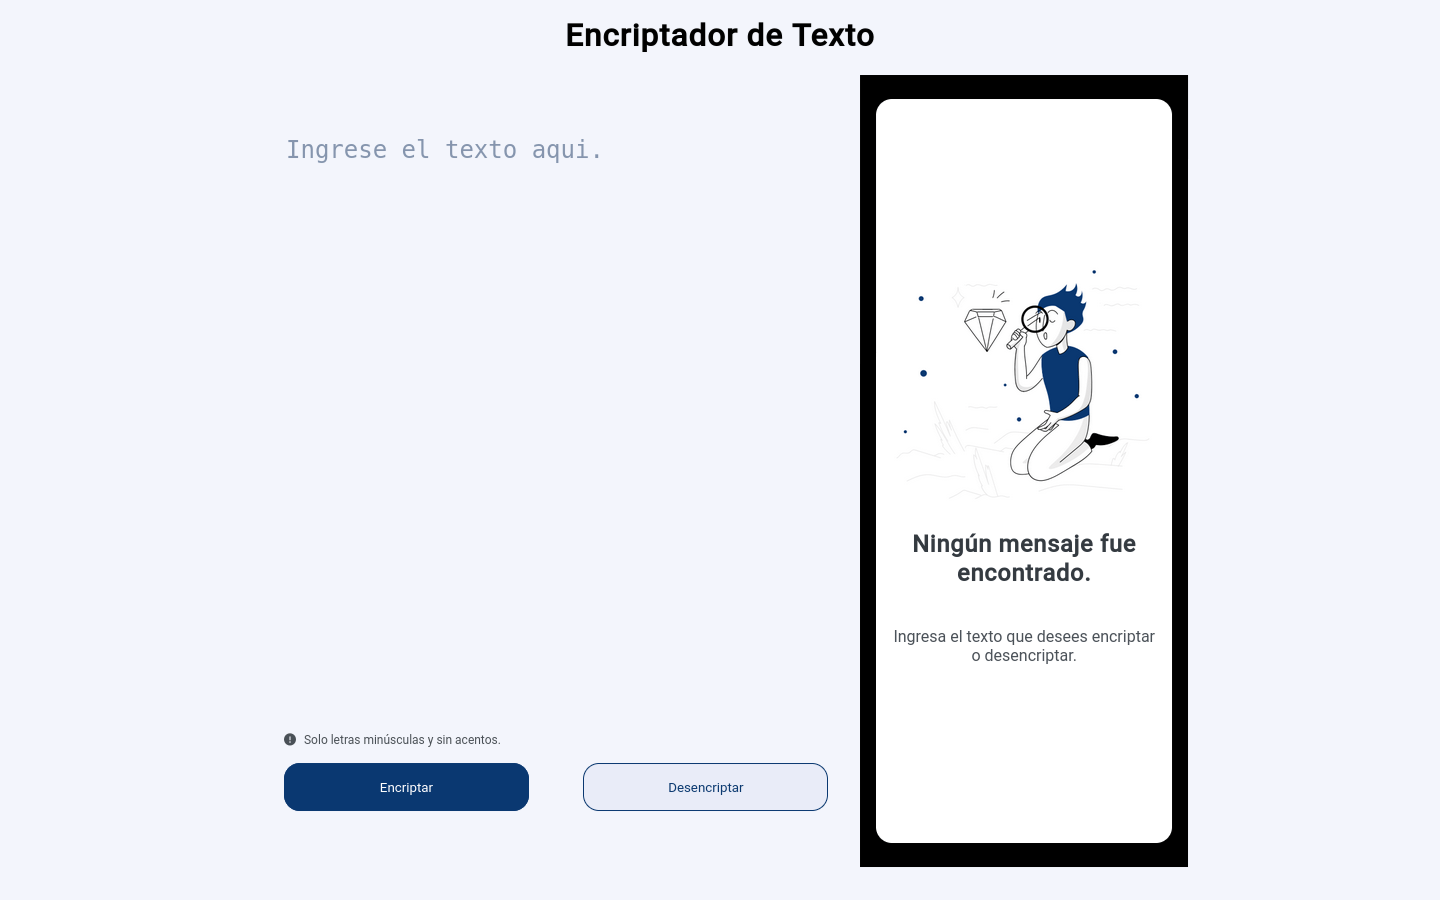 Encriptador de Texto
Ingrese el texto aqui.
Solo letras minúsculas y sin acentos.
Encriptar
Desencriptar
Ningún mensaje fue
encontrado.
Ingresa el texto que desees encriptar
o desencriptar.